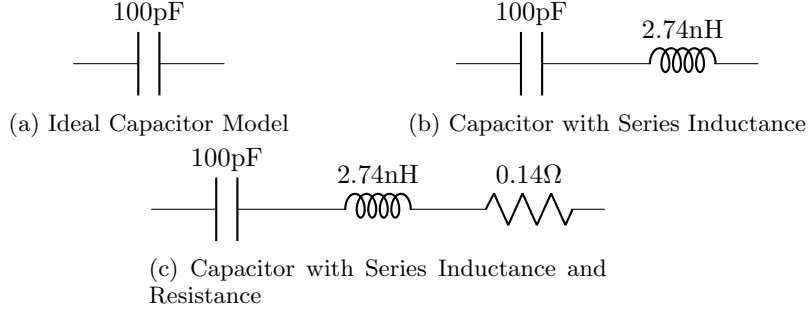 100pF
100pF
2.74nH
(a) Ideal Capacitor Model
(b) Capacitor with Series Inductance
100pF
2.74nH
0.14Ω
(c) Capacitor with Series Inductance and
Resistance